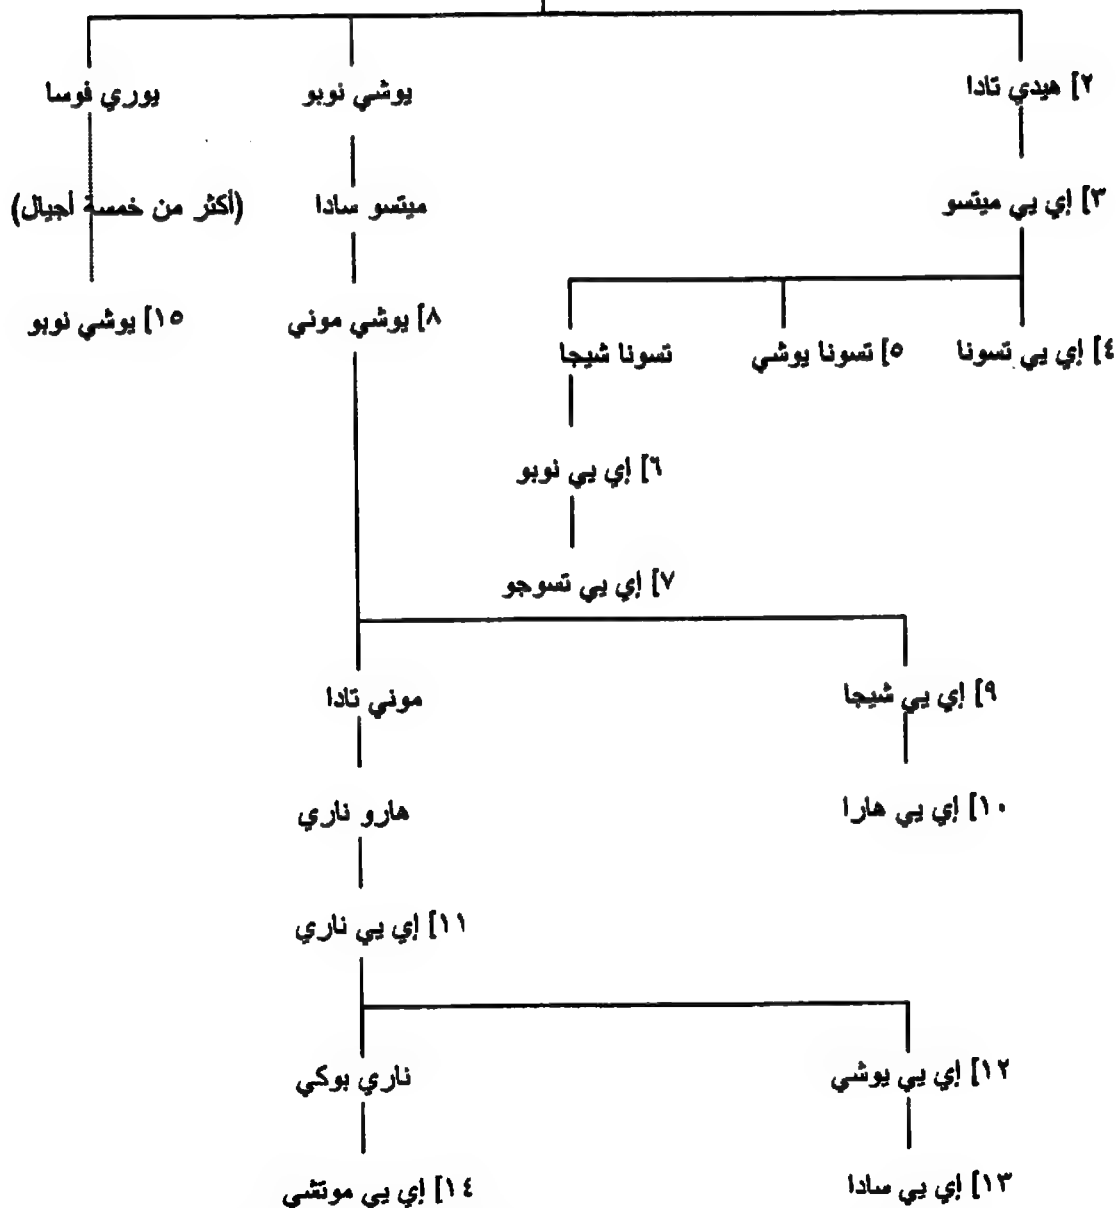 ٢] هيدي تادا
يوشي نوبو
يوري فوسا
٣] إي يي ميتسو
ميتسو سادا
(أكثر من خمسة أجيال)
٨] يوشي موني
١٥] يوشي نوبو
٤] إي يي تسونا
٥] تسونا يوشي
تسونا شيجا
٦] إي يي نوبو
٧] إي يي تسوجو
٩] إي يي شيجا
موني تادا
١٠] إي يي هارا
هارو ناري
١١] إي يي ناري
١٢] إي يي يوشي
ناري بوكي
١٣] إي يي سادا
١٤] إي يي موتشي